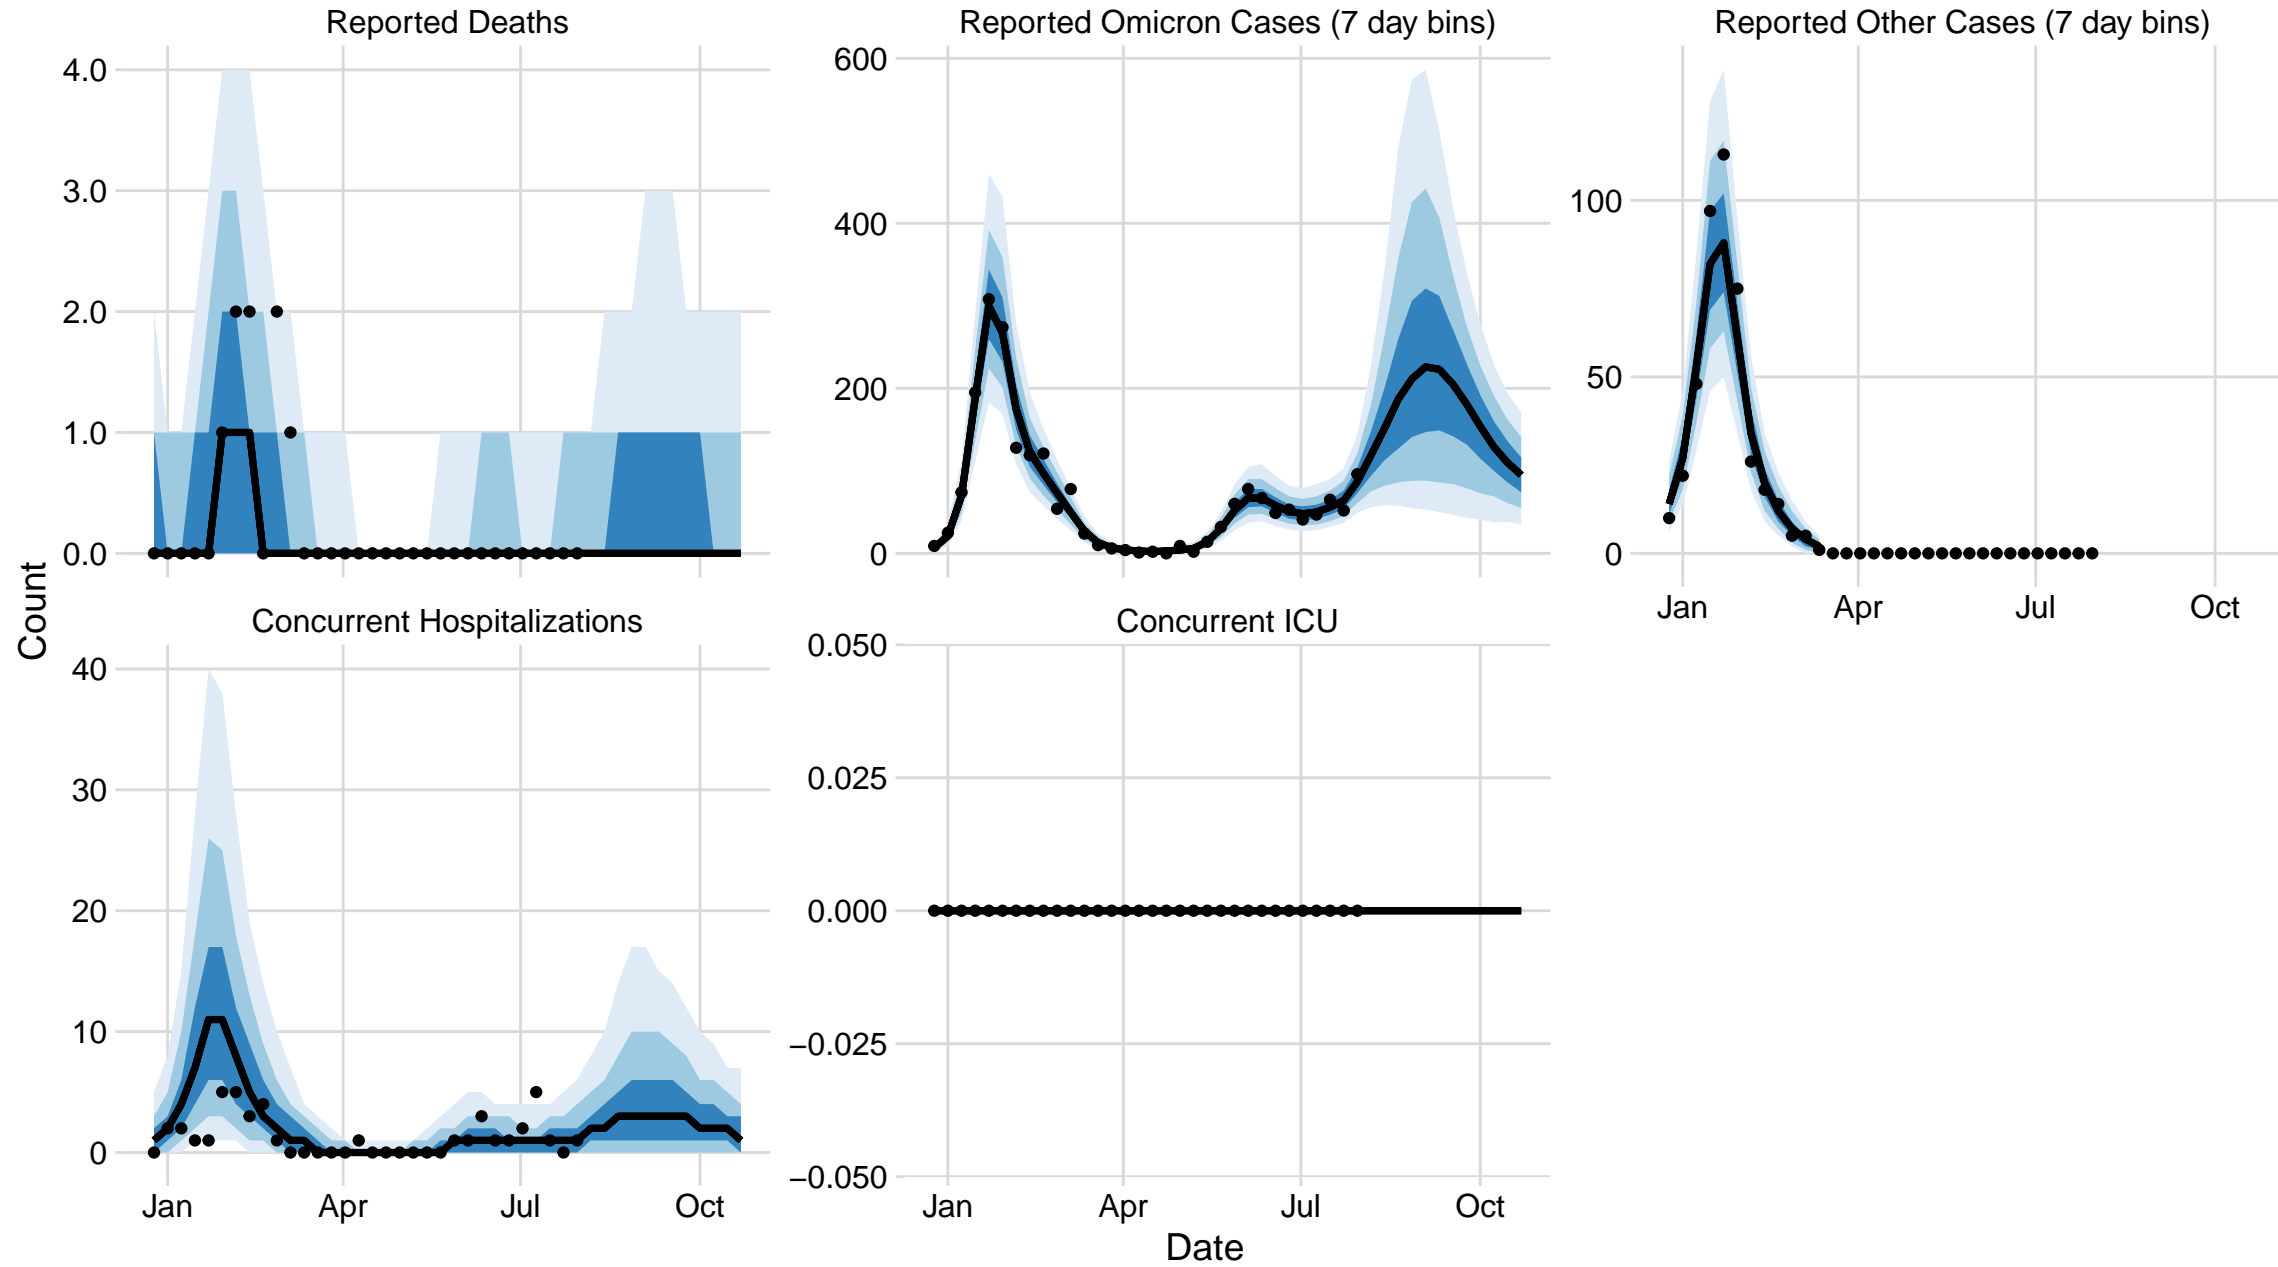 Reported Deaths
Reported Omicron Cases (7 day bins)
Reported Other Cases (7 day bins)
4.0
3.0
2.0
1.0
0.0
600
400
200
0
100
50
0
Jan Apr Jul Oct
Count
Concurrent Hospitalizations
Concurrent ICU
40
30
20
10
0
Jan Apr Jul Oct
0.050
0.025
0.000
−0.025
−0.050
Jan Apr Jul Oct
Date